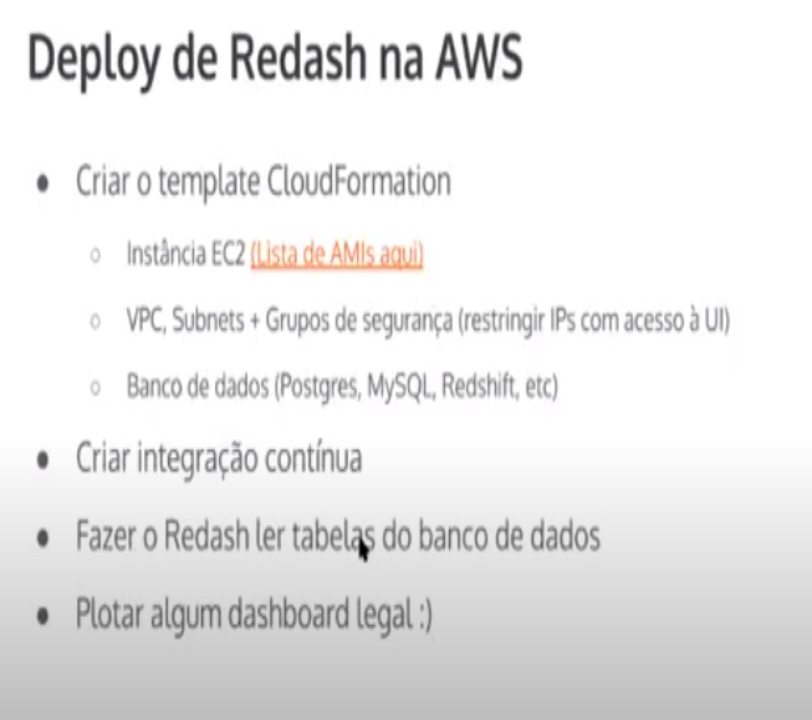 Deploy de Redash na AWS
● Criar o template CloudFormation
○ Instância EC2 (Lista de AMIs aqui)
○ VPC, Subnets + Grupos de segurança (restringir IPs com acesso à UI)
○ Banco de dados (Postgres, MySQL, Redshift, etc)
● Criar integração contínua
● Fazer o Redash ler tabelas do banco de dados
● Plotar algum dashboard legal :)